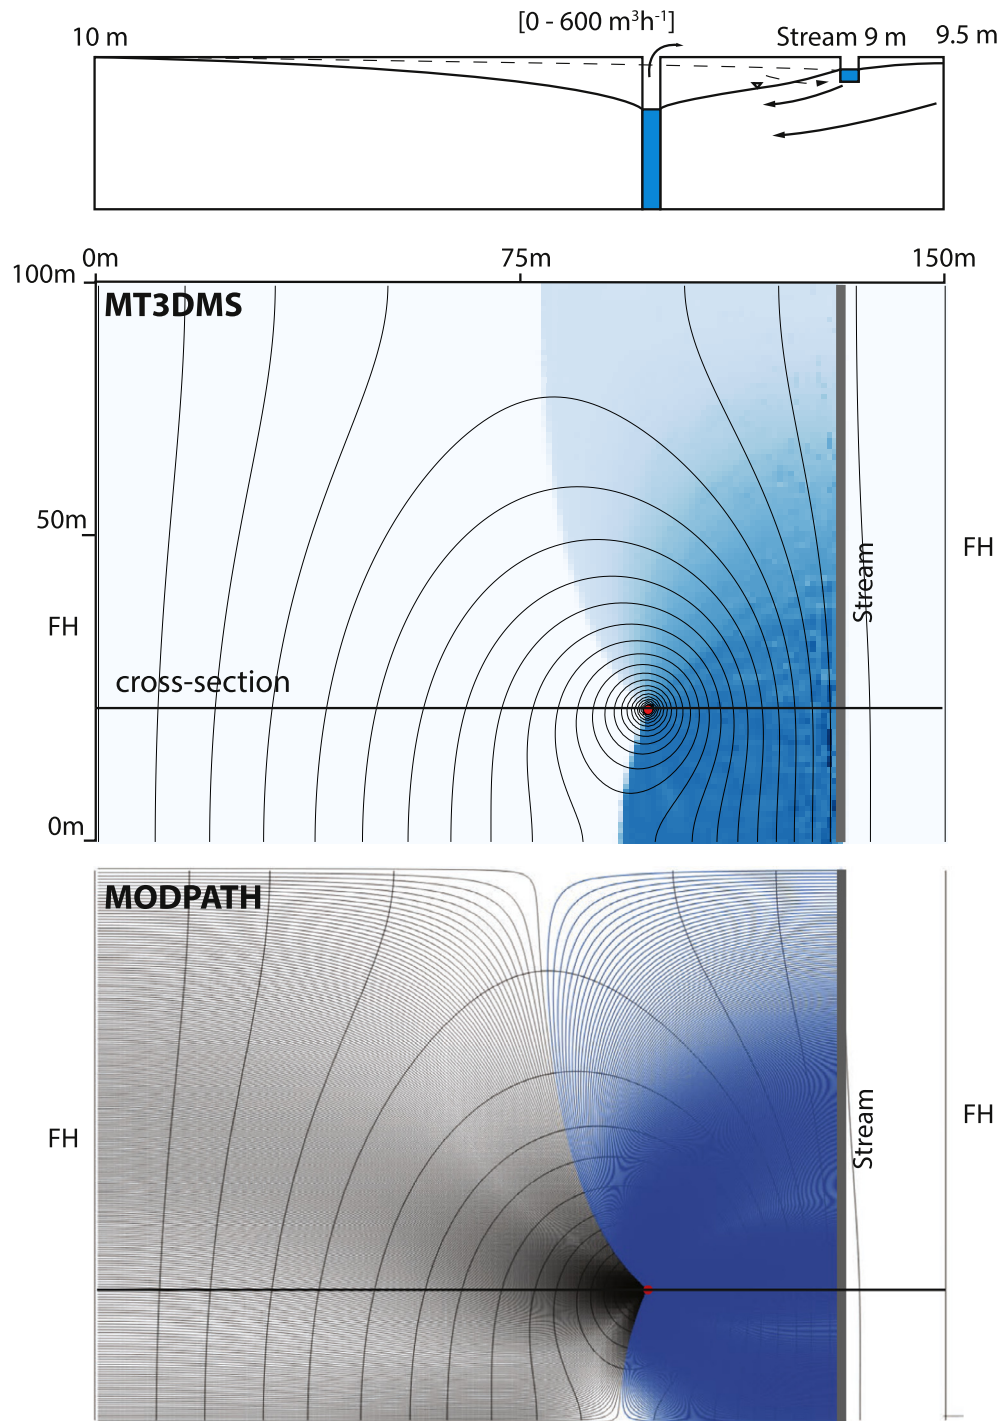 [0 - 600 m³h⁻¹]
10 m
Stream 9 m
9.5 m
0m
75m
150m
100m
MT3DMS
50m
FH
Stream
FH
cross-section
0m
MODPATH
FH
Stream
FH